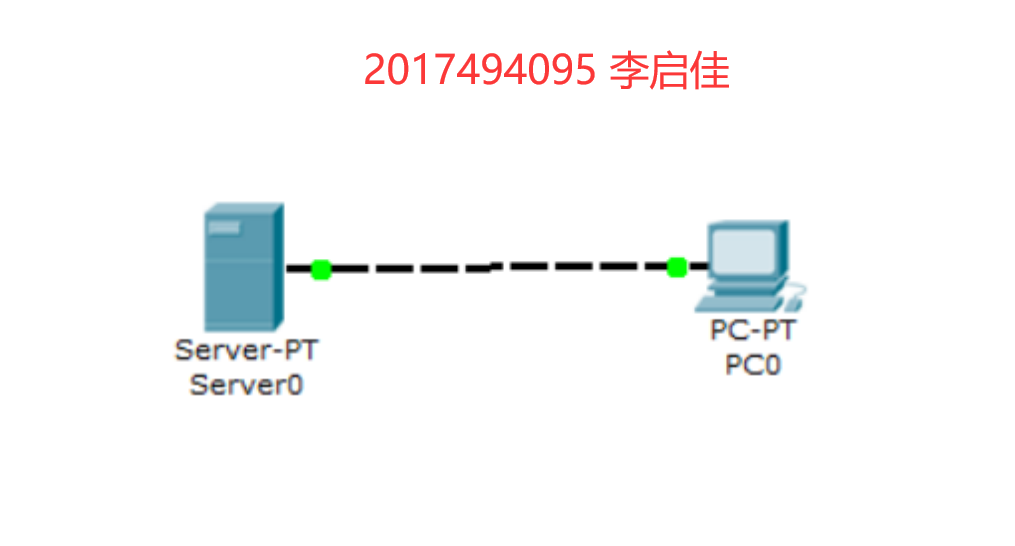 2017494095 李启佳
Server-PT
Server0
PC-PT
PC0